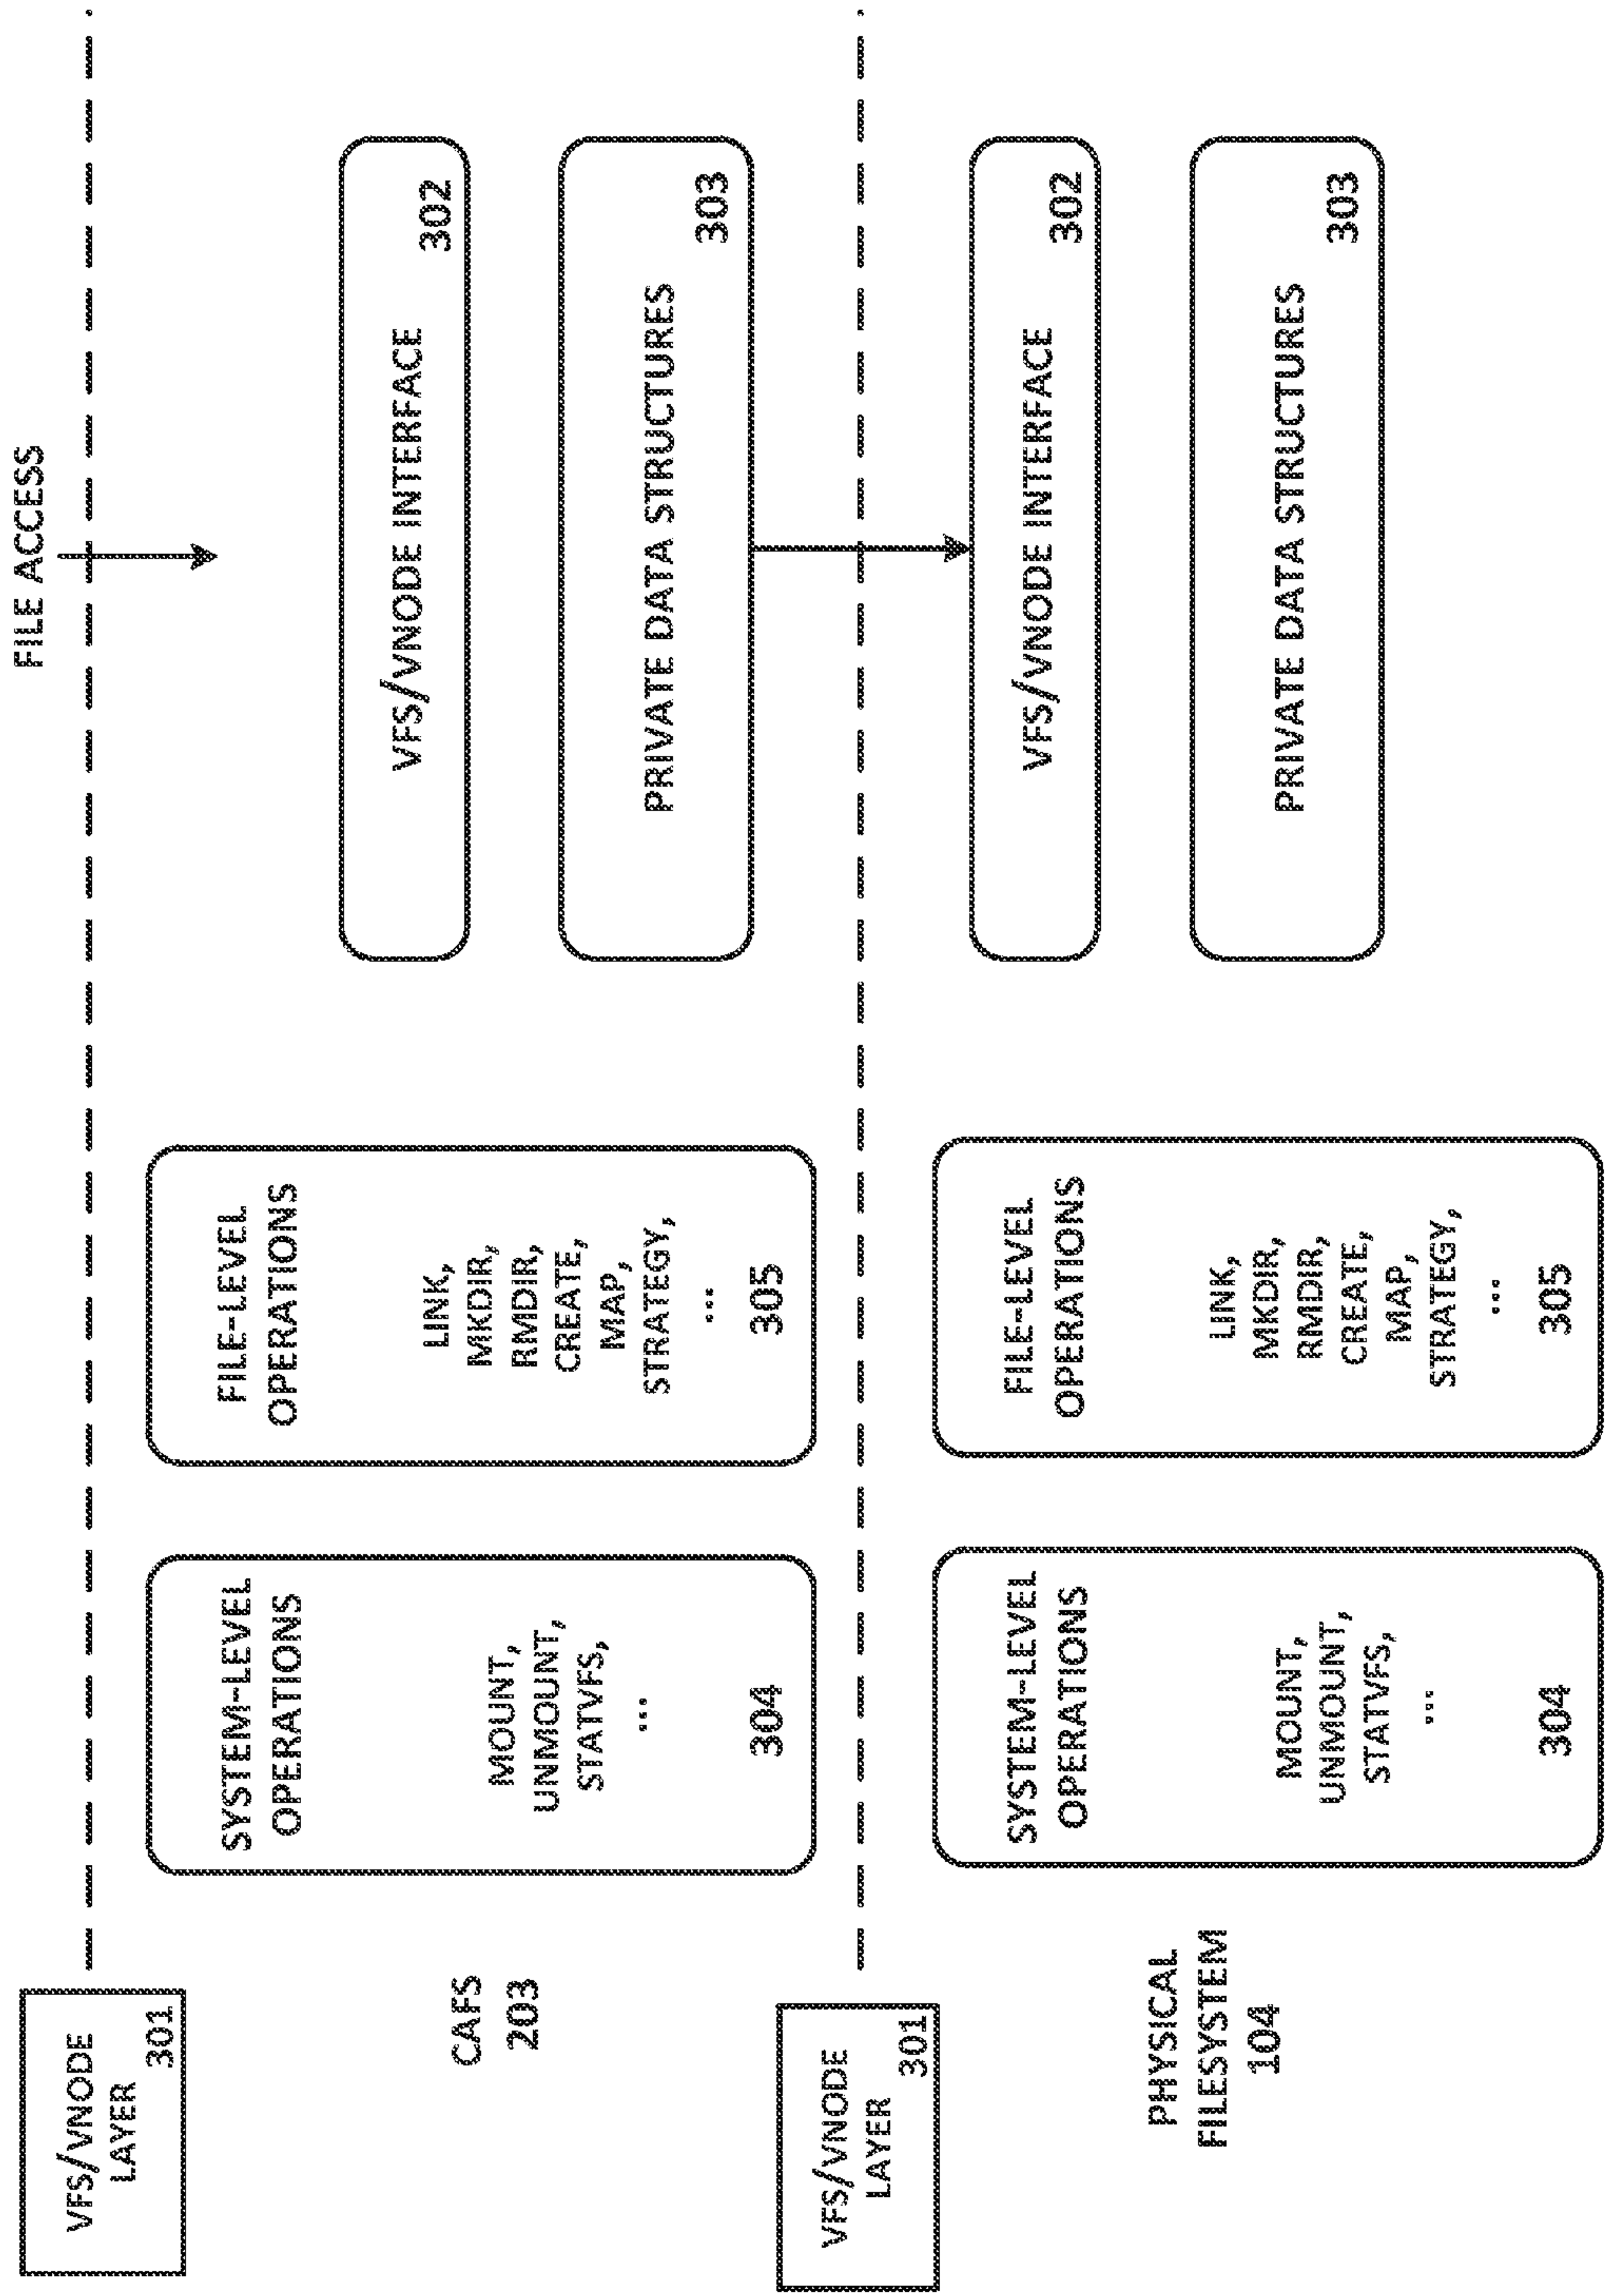 FILE ACCESS
VFS/VNODE
LAYER
301
CAFS
203
SYSTEM-LEVEL
OPERATIONS
MOUNT,
UNMOUNT,
STATVFS,
...
304
FILE-LEVEL
OPERATIONS
LINK,
MKDIR,
RMDIR,
CREATE,
MAP,
STRATEGY,
...
305
VFS/VNODE INTERFACE
302
PRIVATE DATA STRUCTURES
303
VFS/VNODE
LAYER
301
PHYSICAL
FILESYSTEM
104
SYSTEM-LEVEL
OPERATIONS
MOUNT,
UNMOUNT,
STATVFS,
...
304
FILE-LEVEL
OPERATIONS
LINK,
MKDIR,
RMDIR,
CREATE,
MAP,
STRATEGY,
...
305
VFS/VNODE INTERFACE
302
PRIVATE DATA STRUCTURES
303